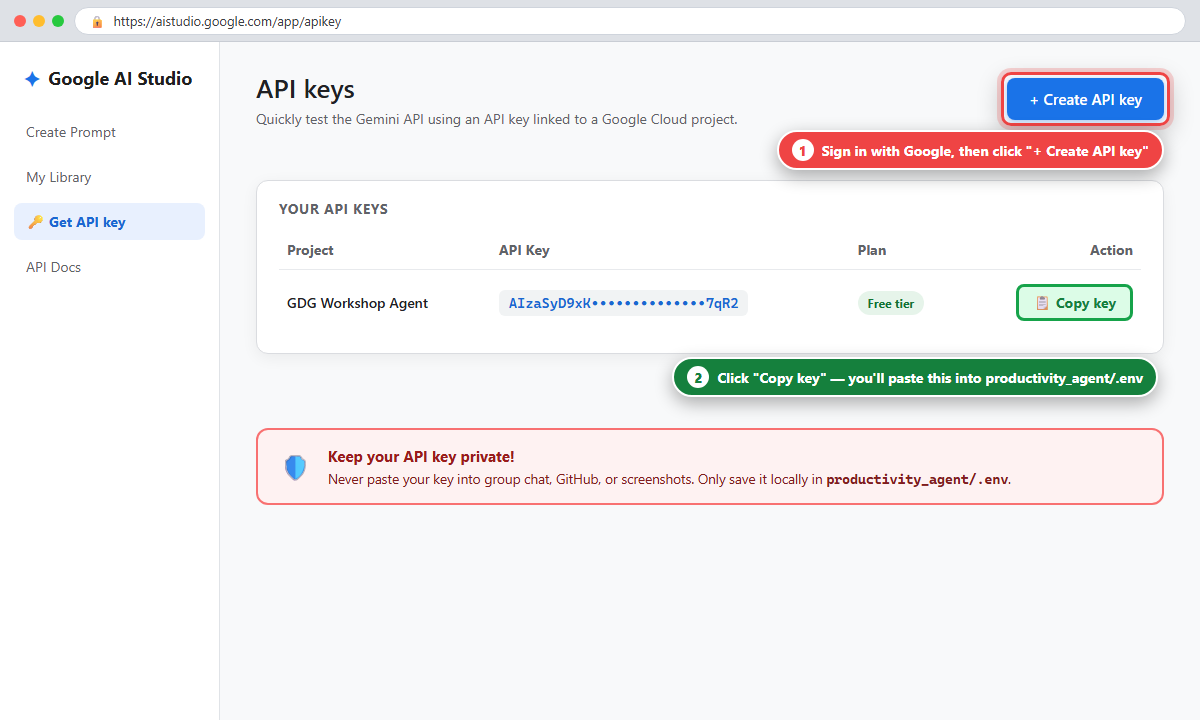 https://aistudio.google.com/app/apikey
Google AI Studio
Create Prompt
My Library
Get API key
API Docs
API keys
Quickly test the Gemini API using an API key linked to a Google Cloud project.
+ Create API key
1 Sign in with Google, then click "+ Create API key"
YOUR API KEYS
Project API Key Plan Action
GDG Workshop Agent AIzaSyD9xK••••••••••••••7qR2 Free tier Copy key
2 Click "Copy key" — you'll paste this into productivity_agent/.env
Keep your API key private!
Never paste your key into group chat, GitHub, or screenshots. Only save it locally in productivity_agent/.env.